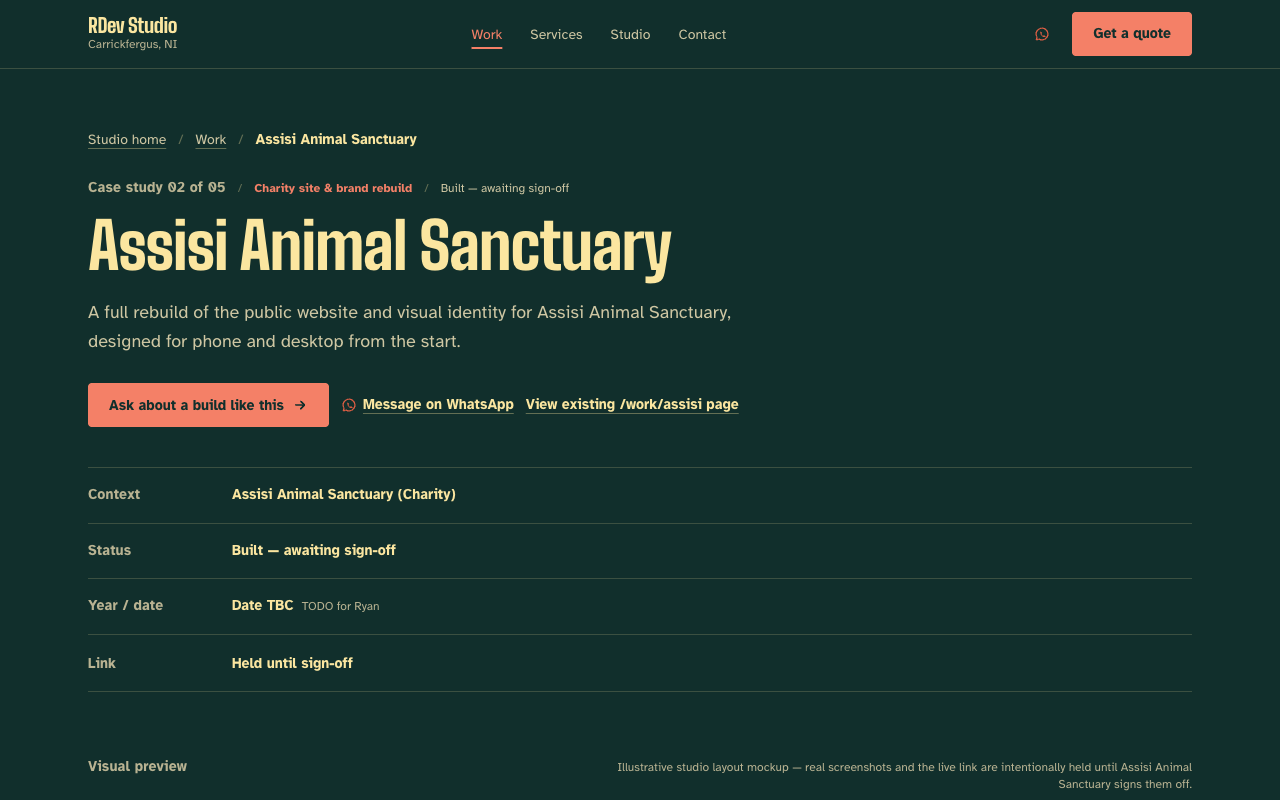 RDev Studio
Carrickfergus, NI
Work
Services
Studio
Contact
Get a quote
Studio home / Work / Assisi Animal Sanctuary
Case study 02 of 05 / Charity site & brand rebuild / Built — awaiting sign-off
Assisi Animal Sanctuary
A full rebuild of the public website and visual identity for Assisi Animal Sanctuary,
designed for phone and desktop from the start.
Ask about a build like this →
Message on WhatsApp
View existing /work/assisi page
Context Assisi Animal Sanctuary (Charity)
Status Built — awaiting sign-off
Year / date Date TBC TODO for Ryan
Link Held until sign-off
Visual preview
Illustrative studio layout mockup — real screenshots and the live link are intentionally held until Assisi Animal
Sanctuary signs them off.